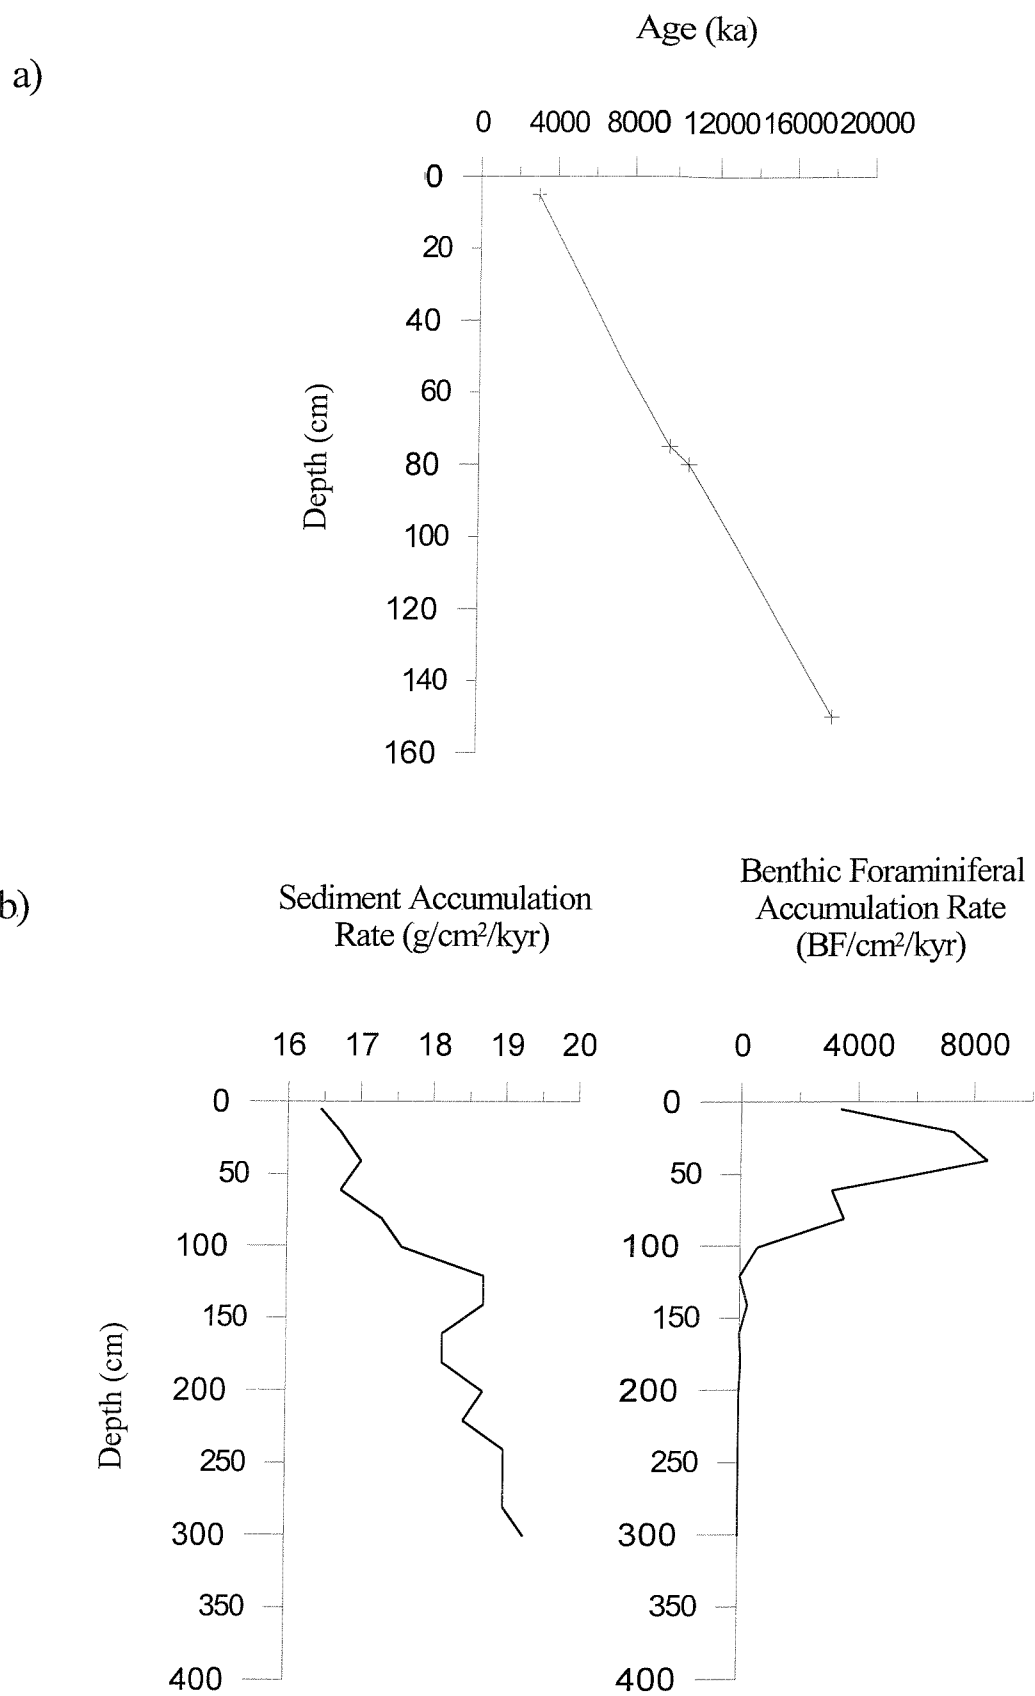 Age (ka)
a)
0 4000 8000 12000 16000 20000
0
20
40
60
80
100
120
140
160
Depth (cm)
b)
Sediment Accumulation
Rate (g/cm²/kyr)
16 17 18 19 20
0
50
100
150
200
250
300
350
400
Depth (cm)
Benthic Foraminiferal
Accumulation Rate
(BF/cm²/kyr)
0 4000 8000
0
50
100
150
200
250
300
350
400